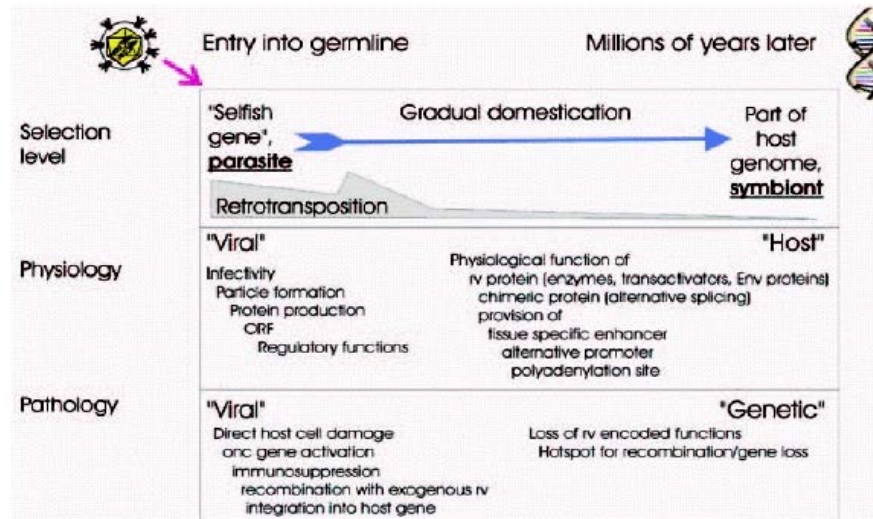 Entry into germline
Millions of years later
Selection
level
"Selfish
gene",
parasite
Gradual domestication
Part of
host
genome,
symbiont
Retrotransposition
Physiology
"Viral"
Infectivity
Particle formation
Protein production
ORF
Regulatory functions
"Host"
Physiological function of
rv protein (enzymes, transactivators, Env proteins)
chimeric protein (alternative splicing)
provision of
tissue specific enhancer
alternative promoter
polyadenylation site
Pathology
"Viral"
Direct host cell damage
onc gene activation
immunosuppression
recombination with exogenous rv
integration into host gene
"Genetic"
Loss of rv encoded functions
Hotspot for recombination/gene loss